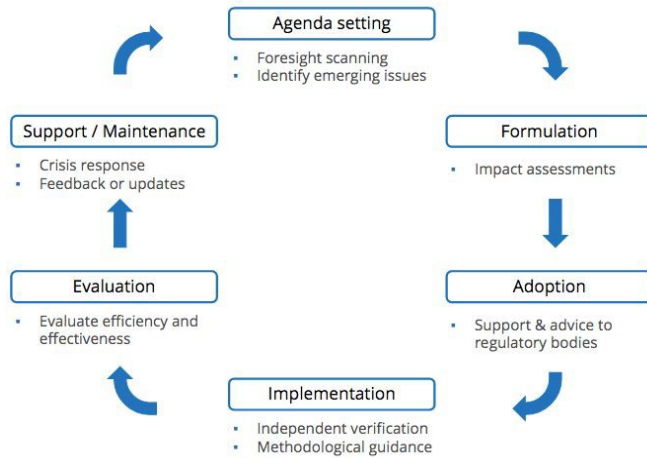 Agenda setting
▪ Foresight scanning
▪ Identify emerging issues
Formulation
▪ Impact assessments
Adoption
▪ Support & advice to
regulatory bodies
Implementation
▪ Independent verification
▪ Methodological guidance
Evaluation
▪ Evaluate efficiency and
effectiveness
Support / Maintenance
▪ Crisis response
▪ Feedback or updates